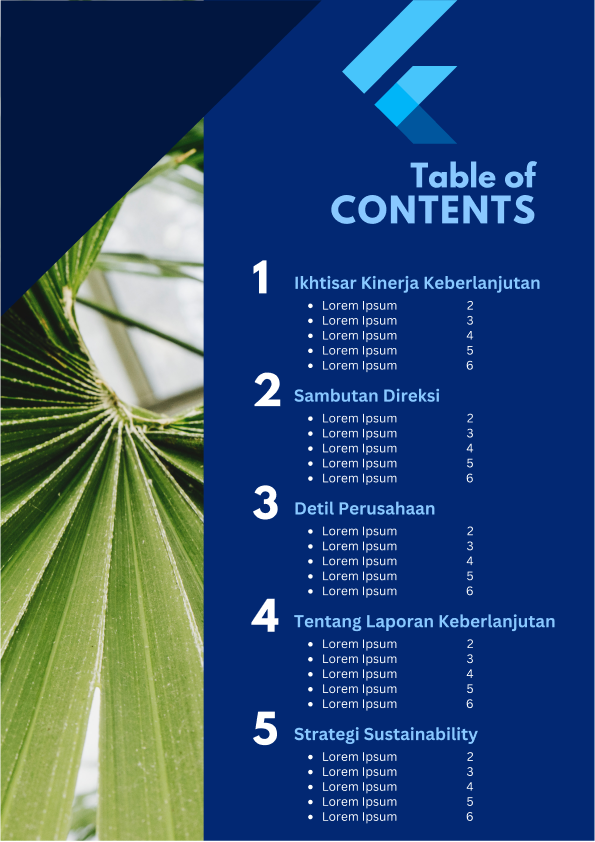 Table of
CONTENTS
1 Ikhtisar Kinerja Keberlanjutan
• Lorem Ipsum 2
• Lorem Ipsum 3
• Lorem Ipsum 4
• Lorem Ipsum 5
• Lorem Ipsum 6
2 Sambutan Direksi
• Lorem Ipsum 2
• Lorem Ipsum 3
• Lorem Ipsum 4
• Lorem Ipsum 5
• Lorem Ipsum 6
3 Detil Perusahaan
• Lorem Ipsum 2
• Lorem Ipsum 3
• Lorem Ipsum 4
• Lorem Ipsum 5
• Lorem Ipsum 6
4 Tentang Laporan Keberlanjutan
• Lorem Ipsum 2
• Lorem Ipsum 3
• Lorem Ipsum 4
• Lorem Ipsum 5
• Lorem Ipsum 6
5 Strategi Sustainability
• Lorem Ipsum 2
• Lorem Ipsum 3
• Lorem Ipsum 4
• Lorem Ipsum 5
• Lorem Ipsum 6